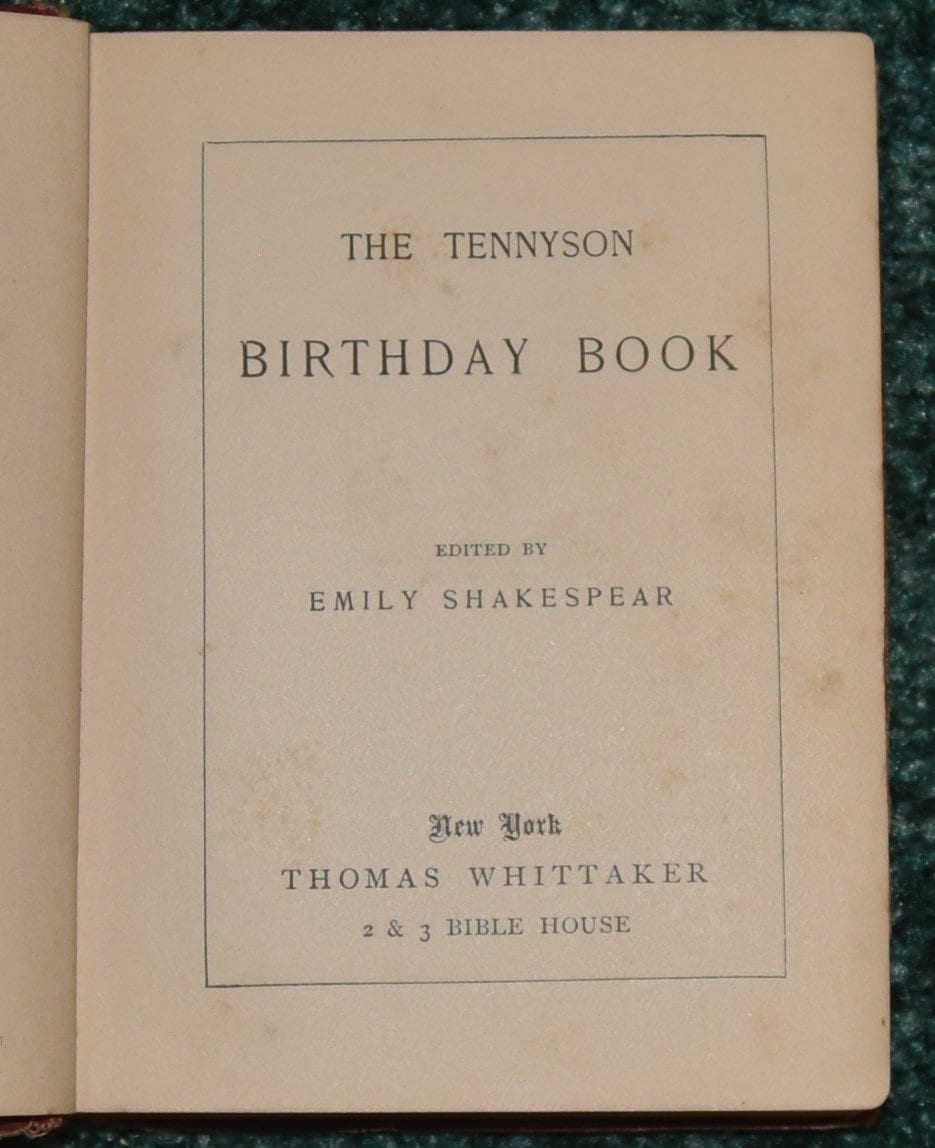 THE TENNYSON
BIRTHDAY BOOK
EDITED BY
EMILY SHAKESPEAR
New York
THOMAS WHITTAKER
2 & 3 BIBLE HOUSE